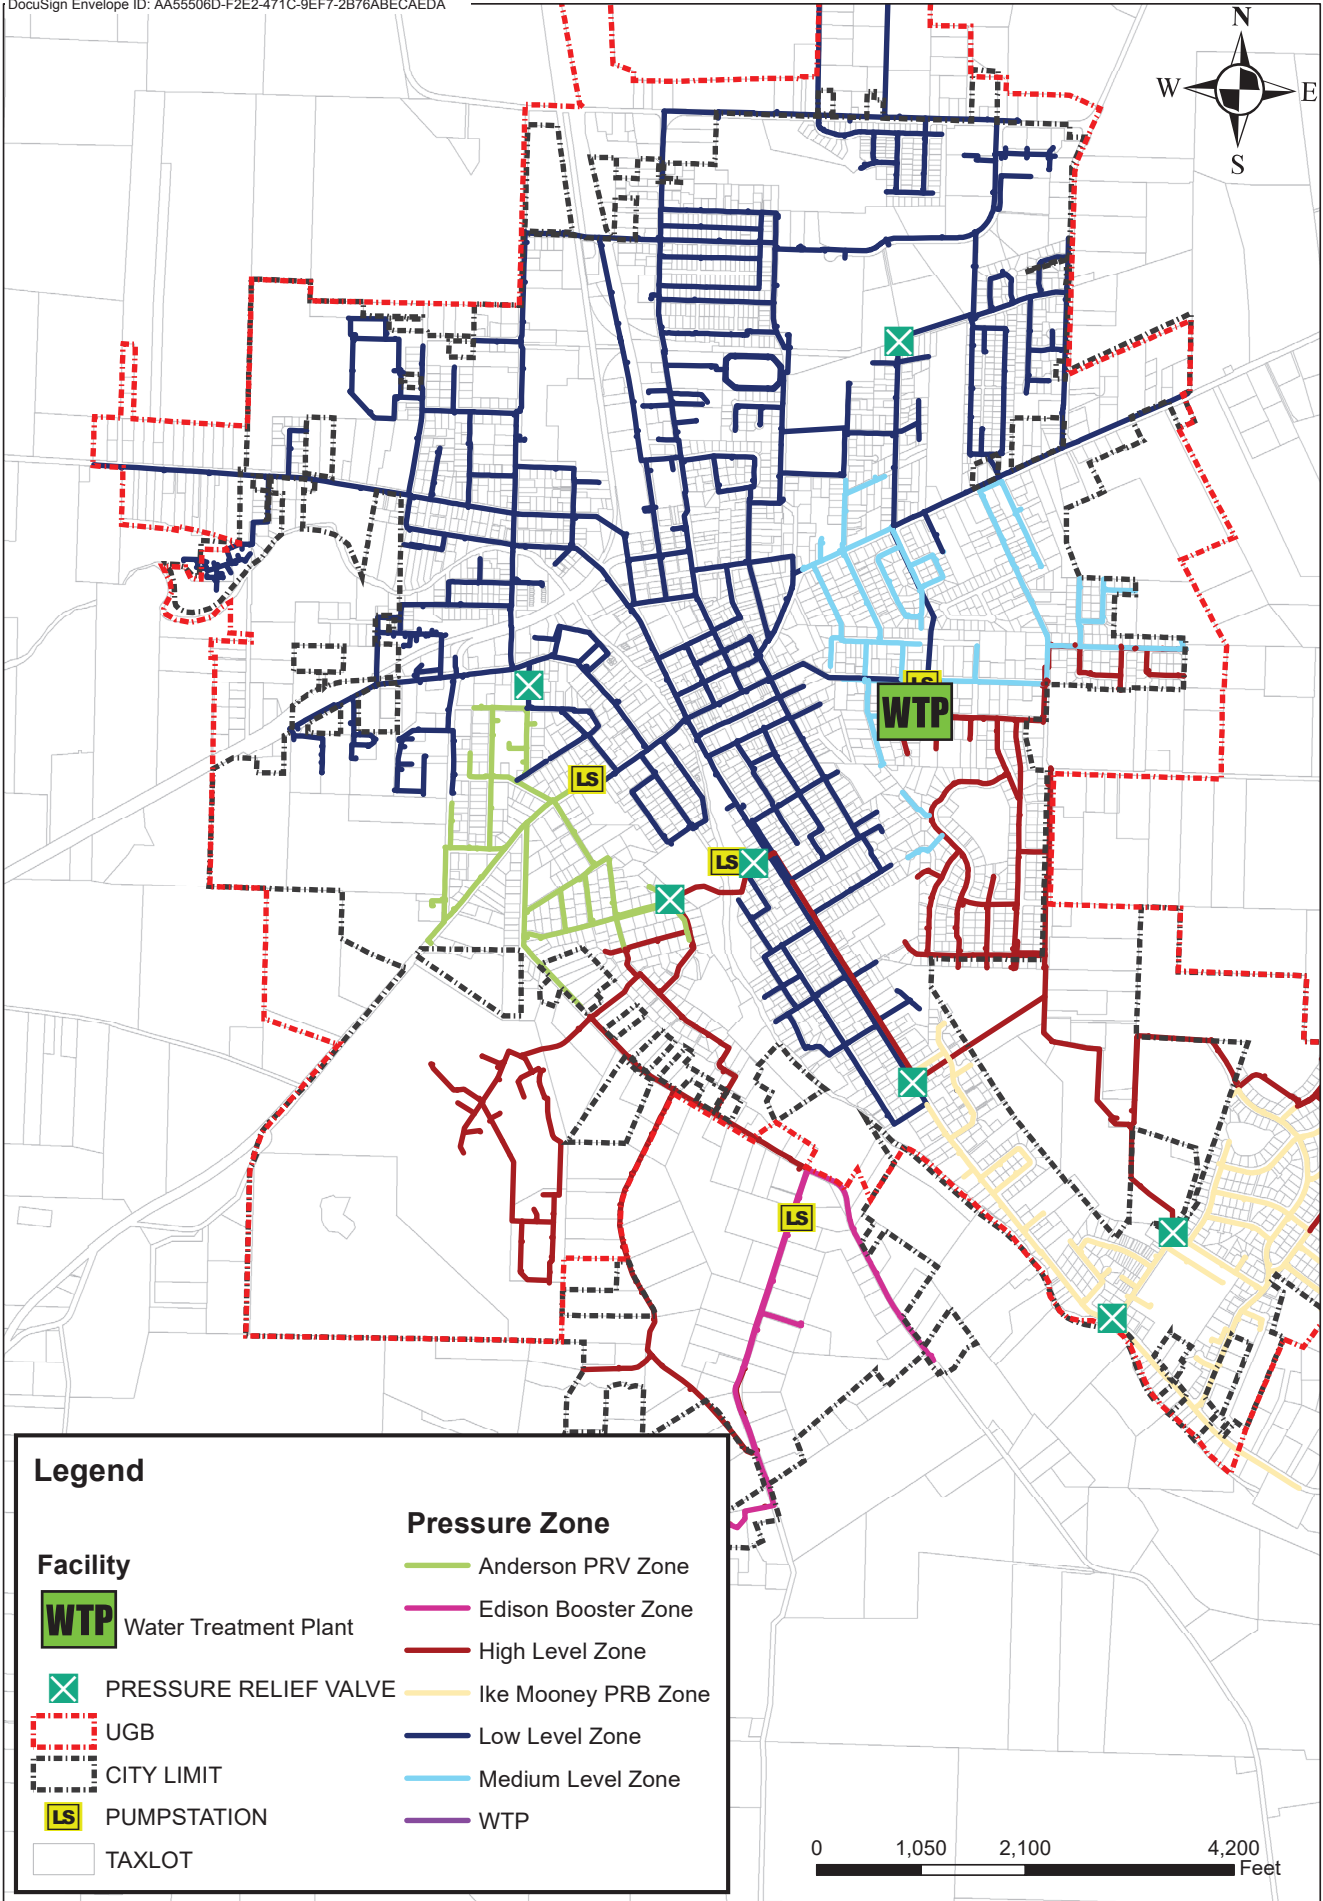 DocuSign Envelope ID: AA55506D-F2E2-471C-9EF7-2B76ABECAEDA
N
W E
S
LS
WTP
LS
LS
LS
Legend
Pressure Zone
Facility
Anderson PRV Zone
Edison Booster Zone
WTP Water Treatment Plant
High Level Zone
PRESSURE RELIEF VALVE
Ike Mooney PRB Zone
UGB
Low Level Zone
CITY LIMIT
Medium Level Zone
LS PUMPSTATION
WTP
TAXLOT
0 1,050 2,100 4,200
Feet